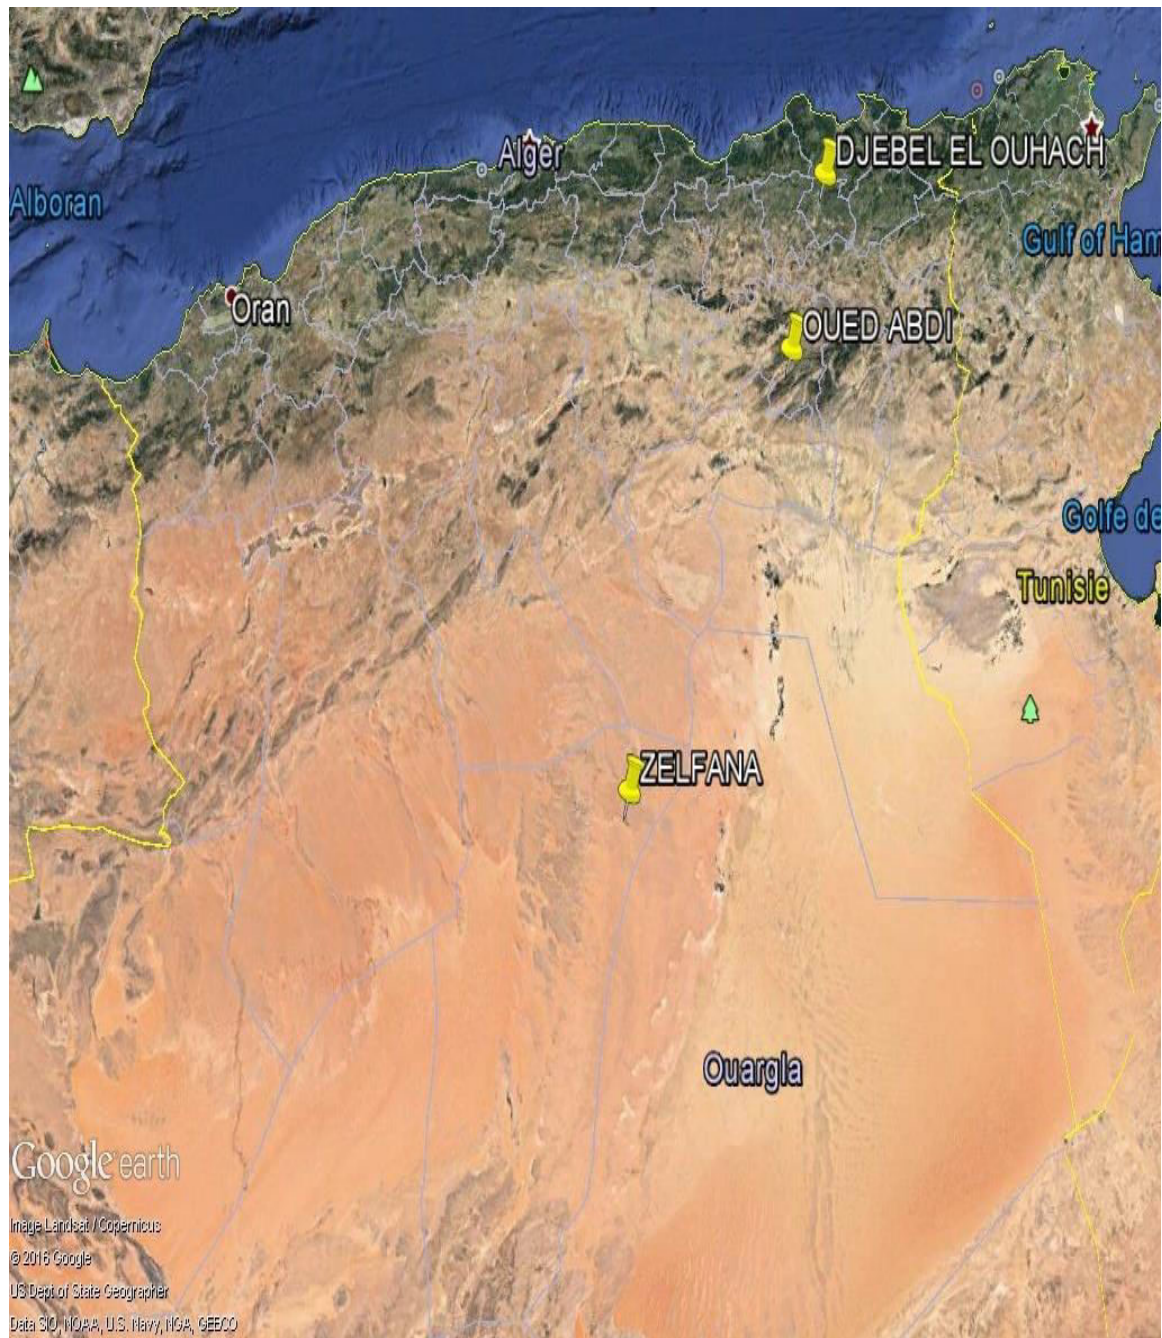 Alger
DJEBEL EL OUHACH
Alboran
Gulf of Ham
Oran
OUED ABDI
Golfe de
Tunisie
ZELFANA
Ouargla
Google earth
Image Landsat / Copernicus
© 2016 Google
US Dept of State Geographer
Data SIO, NOAA, U.S. Navy, NGA, GEBCO